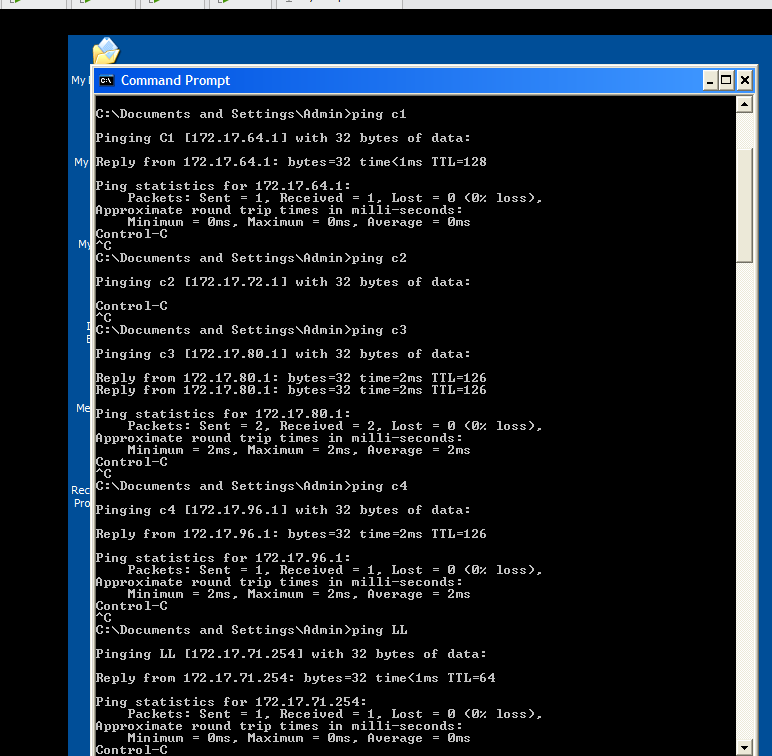 My
Command Prompt
C:\Documents and Settings\Admin>ping c1
Pinging C1 [172.17.64.1] with 32 bytes of data:
Reply from 172.17.64.1: bytes=32 time<1ms TTL=128
My
Ping statistics for 172.17.64.1:
Packets: Sent = 1, Received = 1, Lost = 0 (0% loss),
Approximate round trip times in milli-seconds:
Minimum = 0ms, Maximum = 0ms, Average = 0ms
Control-C
My
^C
C:\Documents and Settings\Admin>ping c2
Pinging c2 [172.17.72.1] with 32 bytes of data:
Control-C
^C
C:\Documents and Settings\Admin>ping c3
Pinging c3 [172.17.80.1] with 32 bytes of data:
Reply from 172.17.80.1: bytes=32 time=2ms TTL=126
Reply from 172.17.80.1: bytes=32 time=2ms TTL=126
Me
Ping statistics for 172.17.80.1:
Packets: Sent = 2, Received = 2, Lost = 0 (0% loss),
Approximate round trip times in milli-seconds:
Minimum = 2ms, Maximum = 2ms, Average = 2ms
Control-C
^C
C:\Documents and Settings\Admin>ping c4
Rec
Pro
Pinging c4 [172.17.96.1] with 32 bytes of data:
Reply from 172.17.96.1: bytes=32 time=2ms TTL=126
Ping statistics for 172.17.96.1:
Packets: Sent = 1, Received = 1, Lost = 0 (0% loss),
Approximate round trip times in milli-seconds:
Minimum = 2ms, Maximum = 2ms, Average = 2ms
Control-C
^C
C:\Documents and Settings\Admin>ping LL
Pinging LL [172.17.71.254] with 32 bytes of data:
Reply from 172.17.71.254: bytes=32 time<1ms TTL=64
Ping statistics for 172.17.71.254:
Packets: Sent = 1, Received = 1, Lost = 0 (0% loss),
Approximate round trip times in milli-seconds:
Minimum = 0ms, Maximum = 0ms, Average = 0ms
Control-C